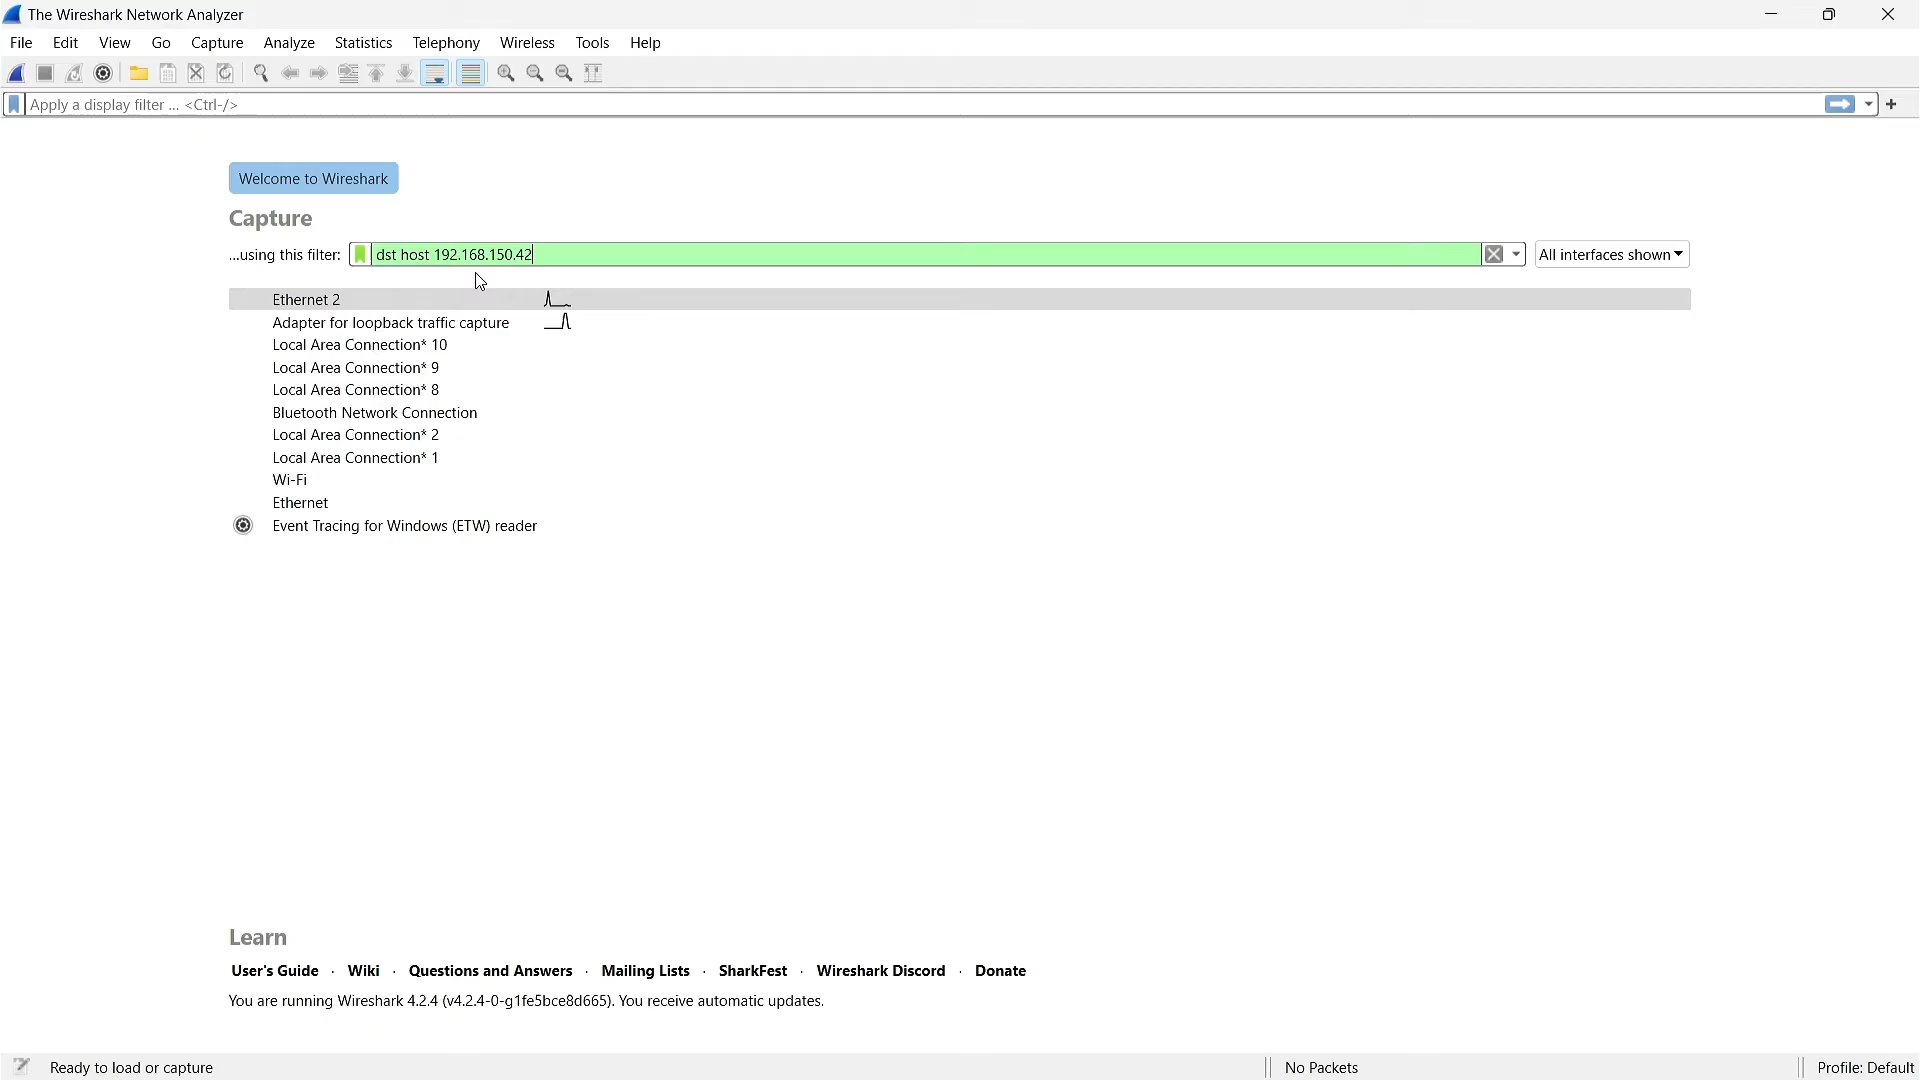 The Wireshark Network Analyzer
File Edit View Go Capture Analyze Statistics Telephony Wireless Tools Help
Apply a display filter ... <Ctrl-/>
+
Welcome to Wireshark
Capture
...using this filter: dst host 192.168.150.42 All interfaces shown
Ethernet 2
Adapter for loopback traffic capture
Local Area Connection* 10
Local Area Connection* 9
Local Area Connection* 8
Bluetooth Network Connection
Local Area Connection* 2
Local Area Connection* 1
Wi-Fi
Ethernet
Event Tracing for Windows (ETW) reader
Learn
User's Guide · Wiki · Questions and Answers · Mailing Lists · SharkFest · Wireshark Discord · Donate
You are running Wireshark 4.2.4 (v4.2.4-0-g1fe5bce8d665). You receive automatic updates.
Ready to load or capture No Packets Profile: Default